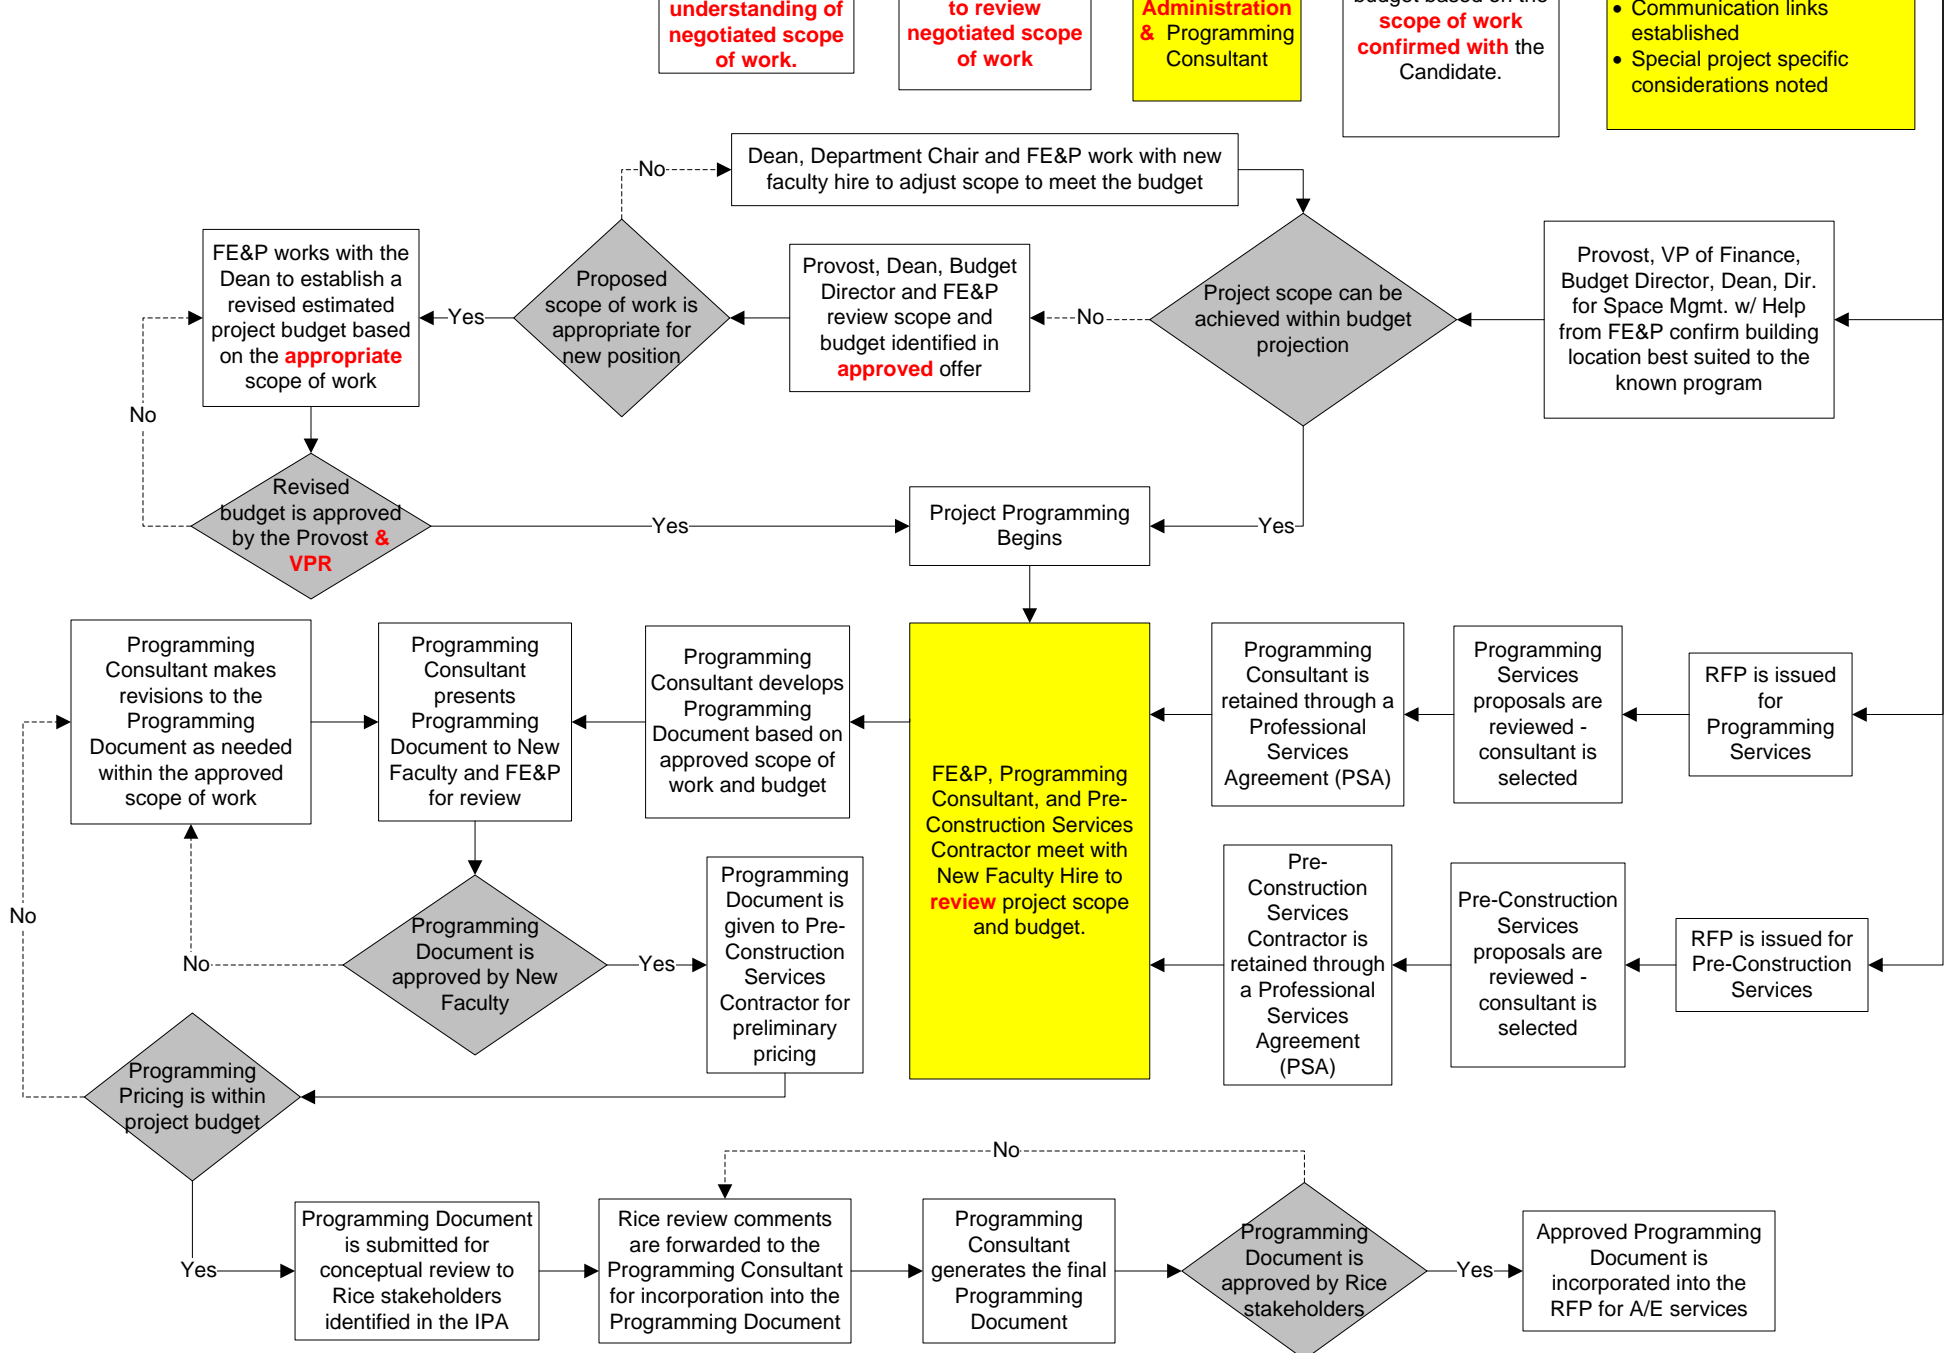 understanding of
negotiated scope
of work.
to review
negotiated scope
of work
Administration
& Programming
Consultant
budget based on the
scope of work
confirmed with the
Candidate.
• Communication links
established
• Special project specific
considerations noted
No
Dean, Department Chair and FE&P work with new
faculty hire to adjust scope to meet the budget
FE&P works with the
Dean to establish a
revised estimated
project budget based
on the appropriate
scope of work
Yes
Proposed
scope of work is
appropriate for
new position
Provost, Dean, Budget
Director and FE&P
review scope and
budget identified in
approved offer
No
Project scope can be
achieved within budget
projection
Provost, VP of Finance,
Budget Director, Dean, Dir.
for Space Mgmt. w/ Help
from FE&P confirm building
location best suited to the
known program
No
Revised
budget is approved
by the Provost &
VPR
Yes
Project Programming
Begins
Yes
Programming
Consultant makes
revisions to the
Programming
Document as needed
within the approved
scope of work
Programming
Consultant
presents
Programming
Document to New
Faculty and FE&P
for review
Programming
Consultant develops
Programming
Document based on
approved scope of
work and budget
FE&P, Programming
Consultant, and Pre-
Construction Services
Contractor meet with
New Faculty Hire to
review project scope
and budget.
Programming
Consultant is
retained through a
Professional
Services
Agreement (PSA)
Programming
Services
proposals are
reviewed -
consultant is
selected
RFP is issued
for
Programming
Services
No
No
Programming
Document is
approved by New
Faculty
Yes
Programming
Document is
given to Pre-
Construction
Services
Contractor for
preliminary
pricing
Pre-
Construction
Services
Contractor is
retained through
a Professional
Services
Agreement
(PSA)
Pre-Construction
Services
proposals are
reviewed -
consultant is
selected
RFP is issued for
Pre-Construction
Services
Programming
Pricing is within
project budget
No
Yes
Programming Document
is submitted for
conceptual review to
Rice stakeholders
identified in the IPA
Rice review comments
are forwarded to the
Programming Consultant
for incorporation into the
Programming Document
Programming
Consultant
generates the final
Programming
Document
Programming
Document is
approved by Rice
stakeholders
Yes
Approved Programming
Document is
incorporated into the
RFP for A/E services